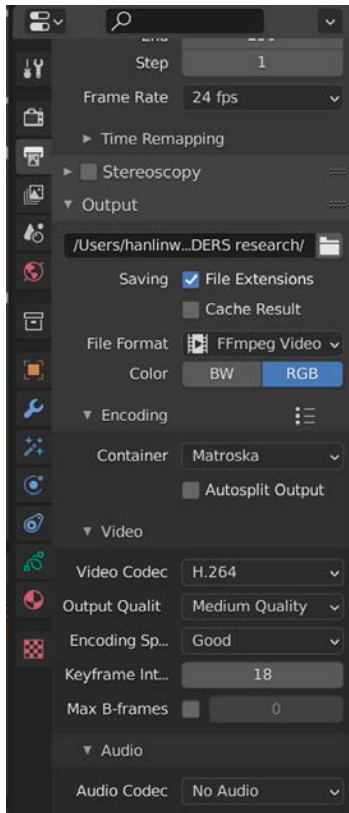 Step 1
Frame Rate 24 fps
Time Remapping
Stereoscopy
Output
/Users/hanlinw...DERS research/
Saving File Extensions
Cache Result
File Format FFmpeg Video
Color BW RGB
Encoding
Container Matroska
Autosplit Output
Video
Video Codec H.264
Output Qualit Medium Quality
Encoding Sp... Good
Keyframe Int... 18
Max B-frames 0
Audio
Audio Codec No Audio